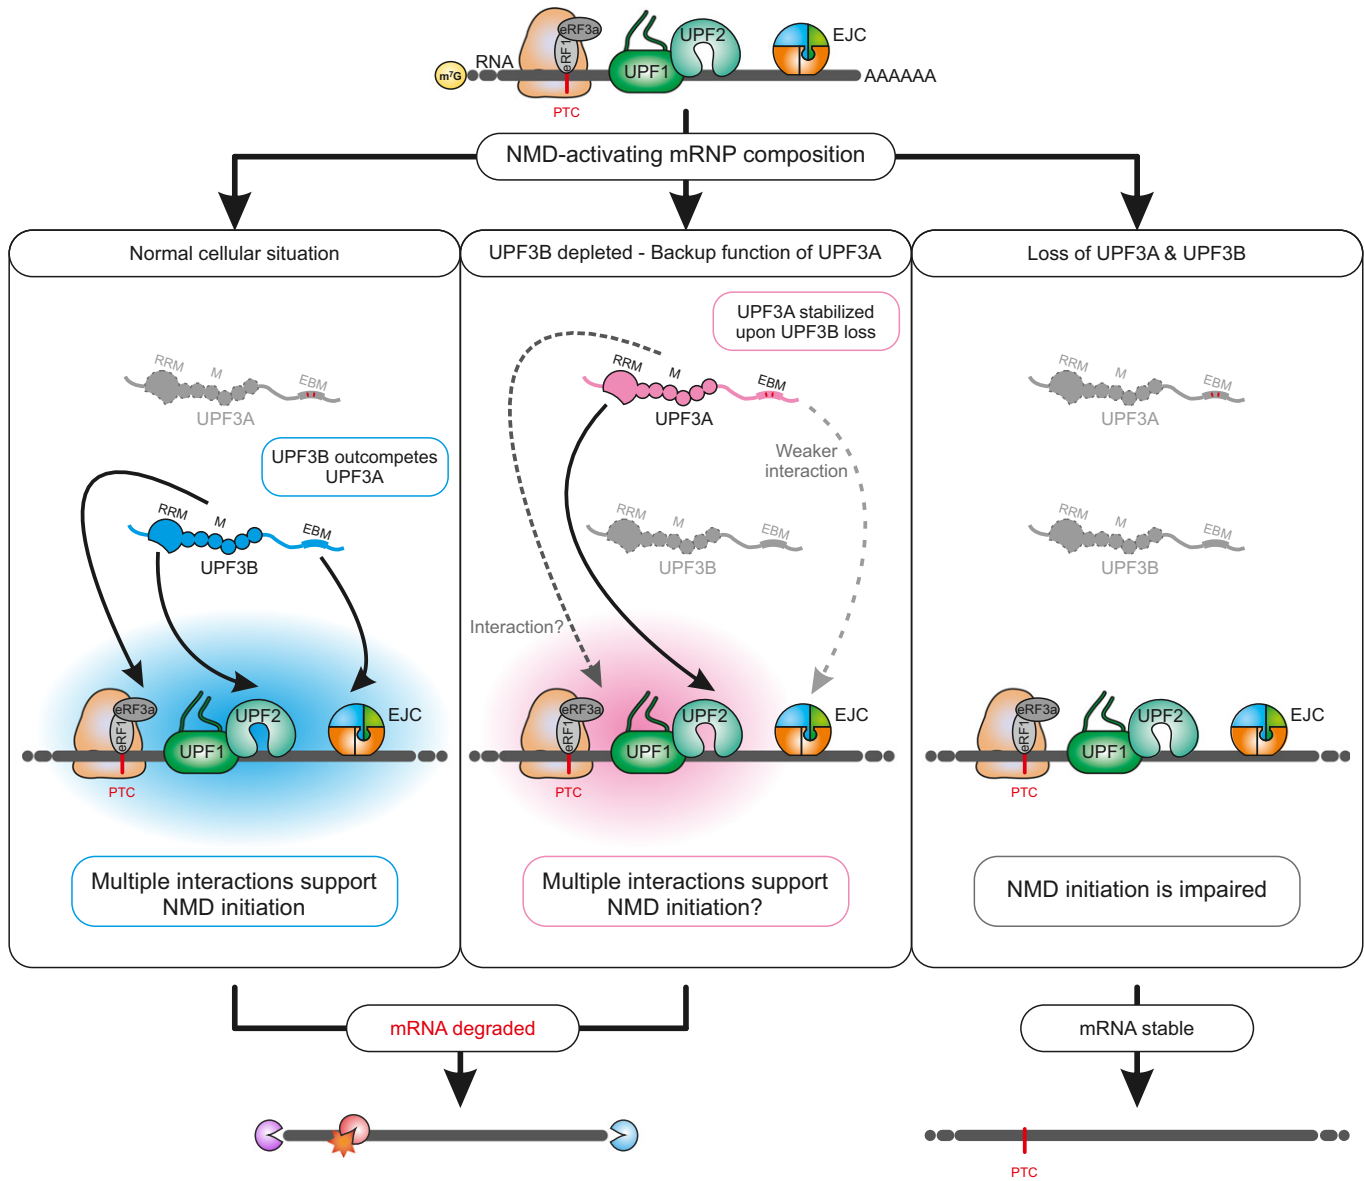 eRF3a
eRF1
UPF1
UPF2
EJC
m⁷G
RNA
AAAAAA
PTC
NMD-activating mRNP composition
Normal cellular situation
RRM
M
EBM
UPF3A
UPF3B outcompetes
UPF3A
RRM
M
EBM
UPF3B
eRF3a
eRF1
UPF1
UPF2
EJC
PTC
Multiple interactions support
NMD initiation
UPF3B depleted - Backup function of UPF3A
UPF3A stabilized
upon UPF3B loss
RRM
M
EBM
UPF3A
Weaker
interaction
RRM
M
EBM
UPF3B
Interaction?
eRF3a
eRF1
UPF1
UPF2
EJC
PTC
Multiple interactions support
NMD initiation?
Loss of UPF3A & UPF3B
RRM
M
EBM
UPF3A
RRM
M
EBM
UPF3B
eRF3a
eRF1
UPF1
UPF2
EJC
PTC
NMD initiation is impaired
mRNA degraded
mRNA stable
PTC